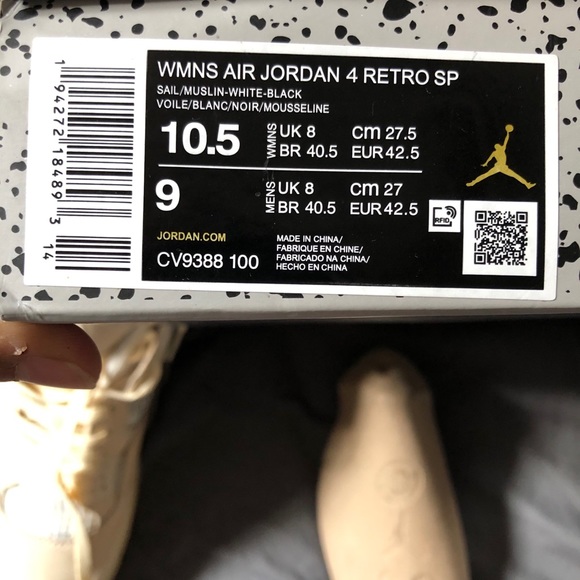 WMNS AIR JORDAN 4 RETRO SP
SAIL/MUSLIN-WHITE-BLACK
VOILE/BLANC/NOIR/MOUSSELINE
10.5 WMNS UK 8 cm 27.5
BR 40.5 EUR 42.5
9 MENS UK 8 cm 27
BR 40.5 EUR 42.5
RFID
JORDAN.COM
CV9388 100
MADE IN CHINA/
FABRIQUE EN CHINE/
FABRICADO NA CHINA/
HECHO EN CHINA
1 94272 18489 3 14